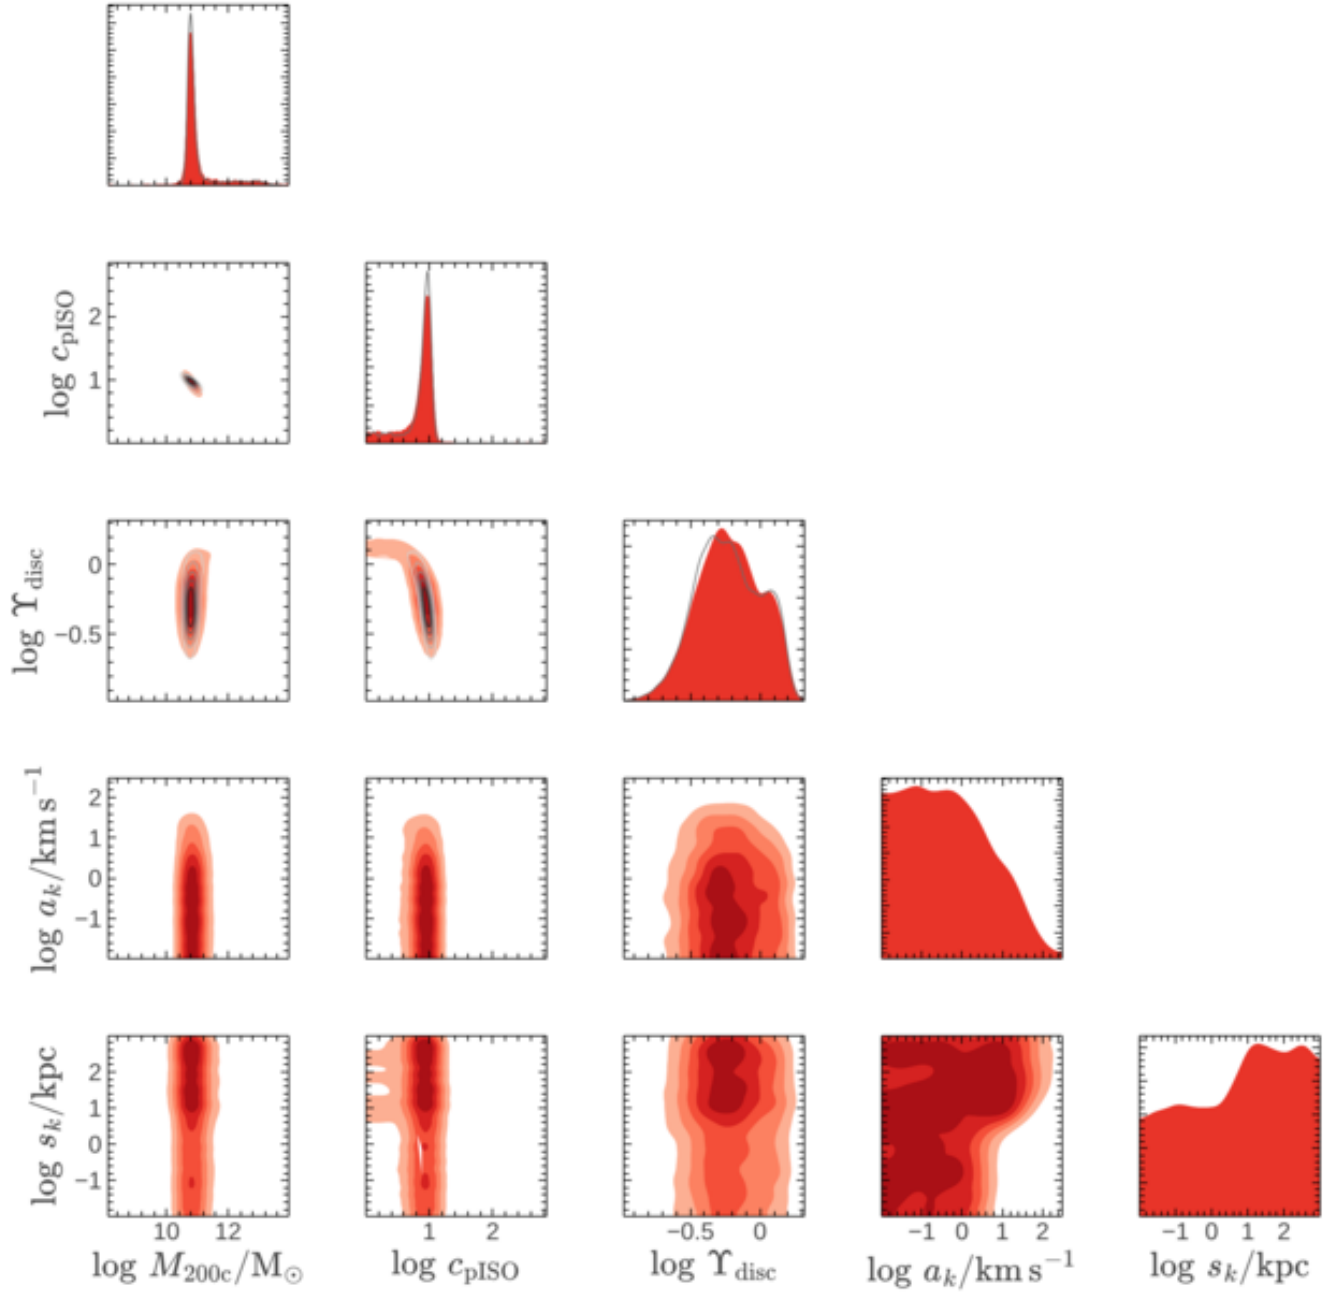 log c_pISO
2
1
log ϒ_disc
0
−0.5
log a_k/km s⁻¹
2
1
0
−1
log s_k/kpc
2
1
0
−1
10 12 1 2 −0.5 0 −1 0 1 2 −1 0 1 2
log M_200c/M_⊙ log c_pISO log ϒ_disc log a_k/km s⁻¹ log s_k/kpc